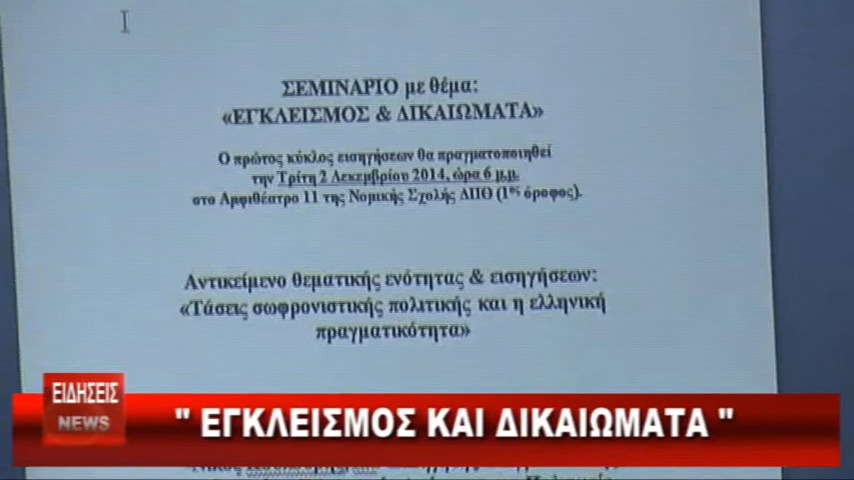 ΣΕΜΙΝΑΡΙΟ με θέμα:
«ΕΓΚΛΕΙΣΜΟΣ & ΔΙΚΑΙΩΜΑΤΑ»
Ο πρώτος κύκλος εισηγήσεων θα πραγματοποιηθεί
την Τρίτη 2 Δεκεμβρίου 2014, ώρα 6 μ.μ.
στο Αμφιθέατρο 11 της Νομικής Σχολής ΔΠΘ (1ος όροφος).
Αντικείμενο θεματικής ενότητας & εισηγήσεων:
«Τάσεις σωφρονιστικής πολιτικής και η ελληνική
πραγματικότητα»
ΕΙΔΗΣΕΙΣ
NEWS
" ΕΓΚΛΕΙΣΜΟΣ ΚΑΙ ΔΙΚΑΙΩΜΑΤΑ "